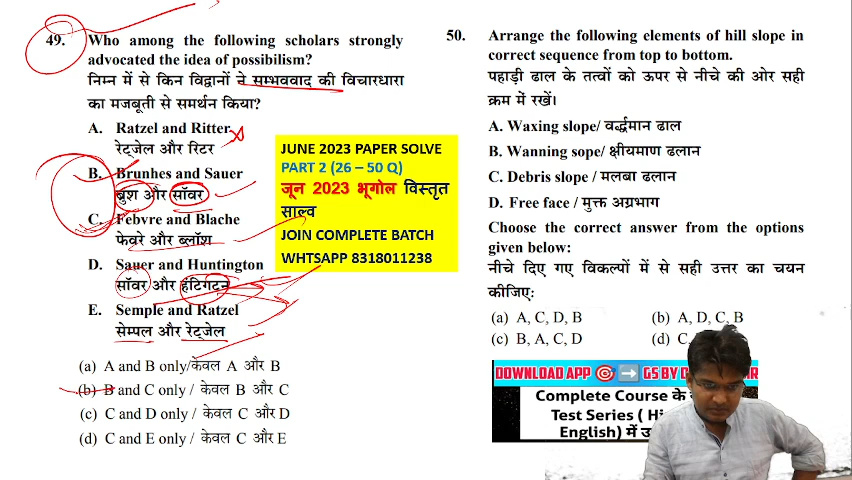 49. Who among the following scholars strongly
advocated the idea of possibilism?
निम्न में से किन विद्वानों ने सम्भववाद की विचारधारा
का मजबूती से समर्थन किया?
A. Ratzel and Ritter
रेट्जेल और रिटर
B. Brunhes and Sauer
ब्रुश और सॉवर
C. Febvre and Blache
फेवरे और ब्लॉश
D. Sauer and Huntington
सॉवर और हंटिगटन
E. Semple and Ratzel
सेम्पल और रेट्जेल
(a) A and B only/केवल A और B
(b) B and C only / केवल B और C
(c) C and D only / केवल C और D
(d) C and E only / केवल C और E
JUNE 2023 PAPER SOLVE
PART 2 (26 – 50 Q)
जून 2023 भूगोल विस्तृत
साल्व
JOIN COMPLETE BATCH
WHTSAPP 8318011238
50. Arrange the following elements of hill slope in
correct sequence from top to bottom.
पहाड़ी ढाल के तत्वों को ऊपर से नीचे की ओर सही
क्रम में रखें।
A. Waxing slope/ वर्द्धमान ढाल
B. Wanning sope/ क्षीयमाण ढलान
C. Debris slope / मलबा ढलान
D. Free face / मुक्त अग्रभाग
Choose the correct answer from the options
given below:
नीचे दिए गए विकल्पों में से सही उत्तर का चयन
कीजिए:
(a) A, C, D, B (b) A, D, C, B
(c) B, A, C, D (d) C
DOWNLOAD APP GS BY
Complete Course के
Test Series
English) में